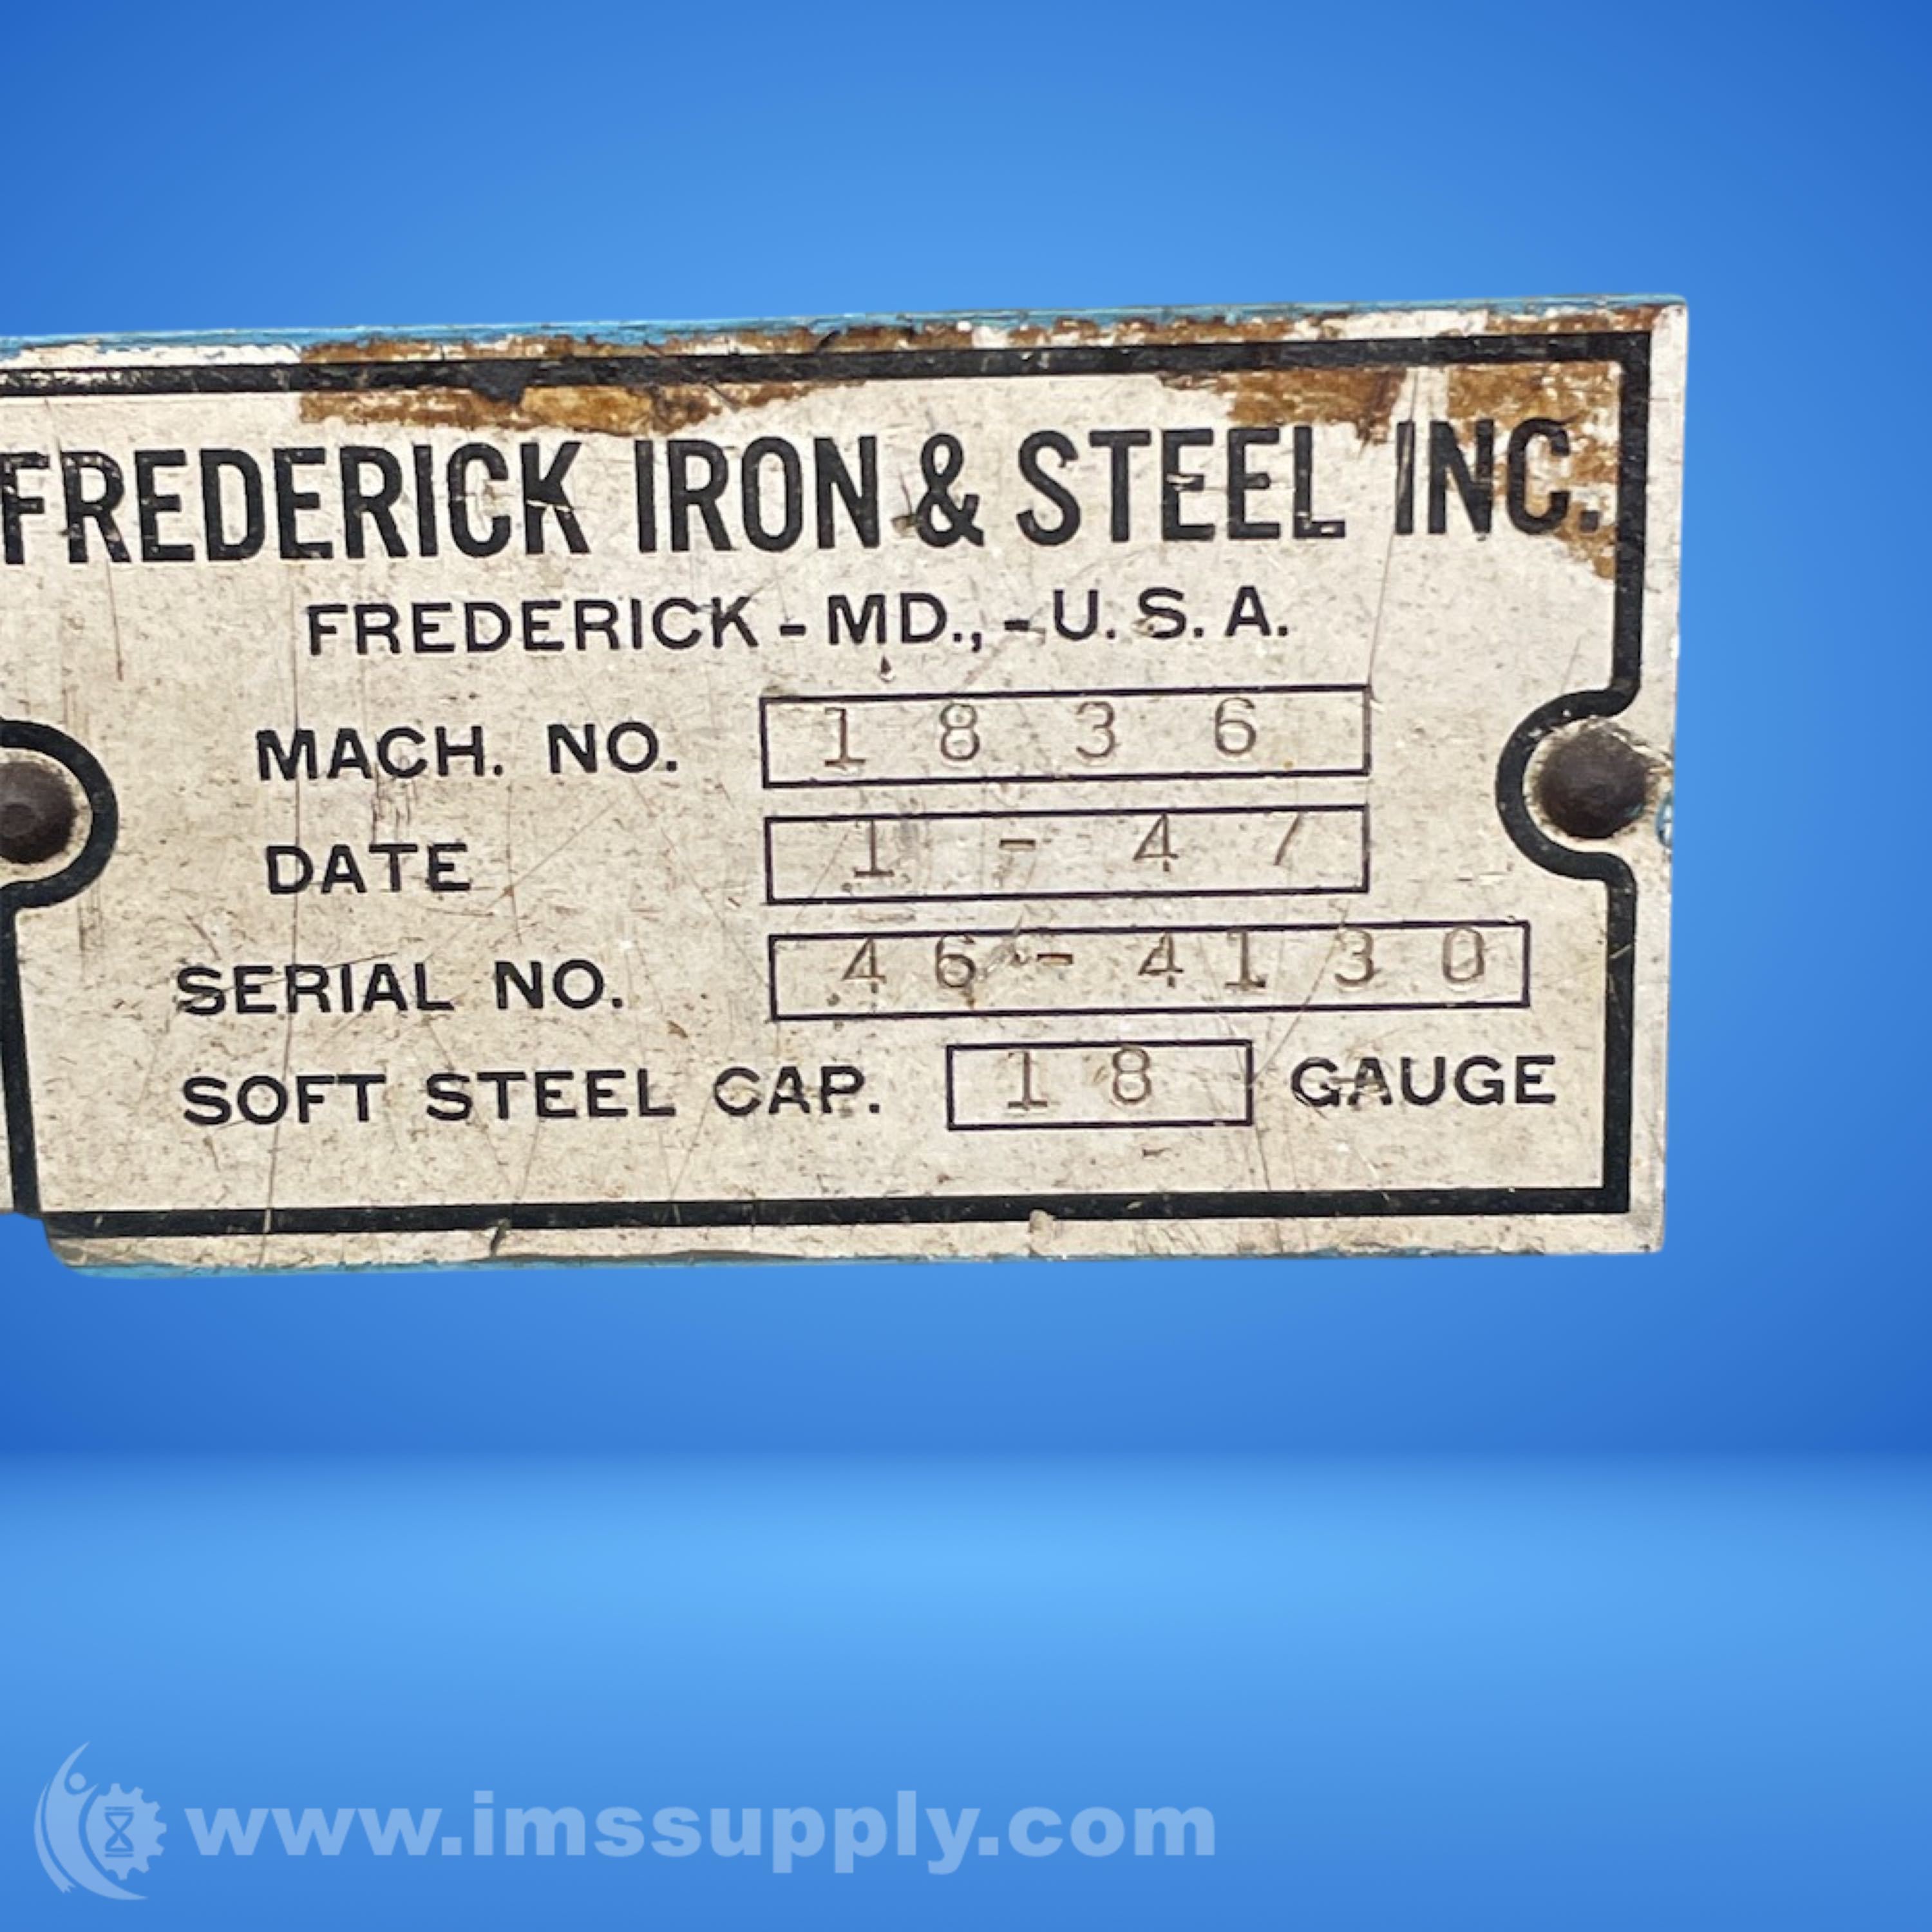 FREDERICK IRON & STEEL INC.
FREDERICK - MD., - U. S. A.
MACH. NO. 1836
DATE 1-47
SERIAL NO. 46-4130
SOFT STEEL CAP. 18 GAUGE
www.imssupply.com